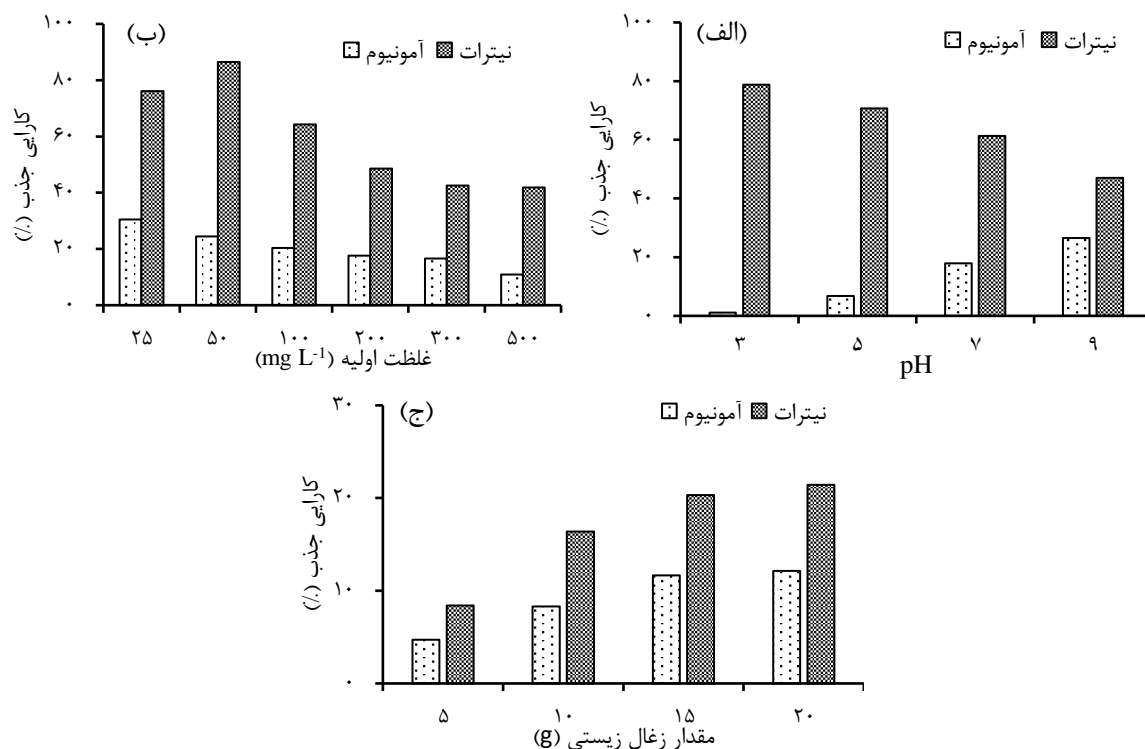 (الف)
آمونیوم نیترات
کارایی جذب (٪)
۱۰۰
۸۰
۶۰
۴۰
۲۰
۰
۳ ۵ ۷ ۹
pH
(ب)
آمونیوم نیترات
کارایی جذب (٪)
۱۰۰
۸۰
۶۰
۴۰
۲۰
۰
۲۵ ۵۰ ۱۰۰ ۲۰۰ ۳۰۰ ۵۰۰
غلظت اولیه (mg L⁻¹)
(ج)
آمونیوم نیترات
کارایی جذب (٪)
۳۰
۲۰
۱۰
۰
۵ ۱۰ ۱۵ ۲۰
مقدار زغال زیستی (g)